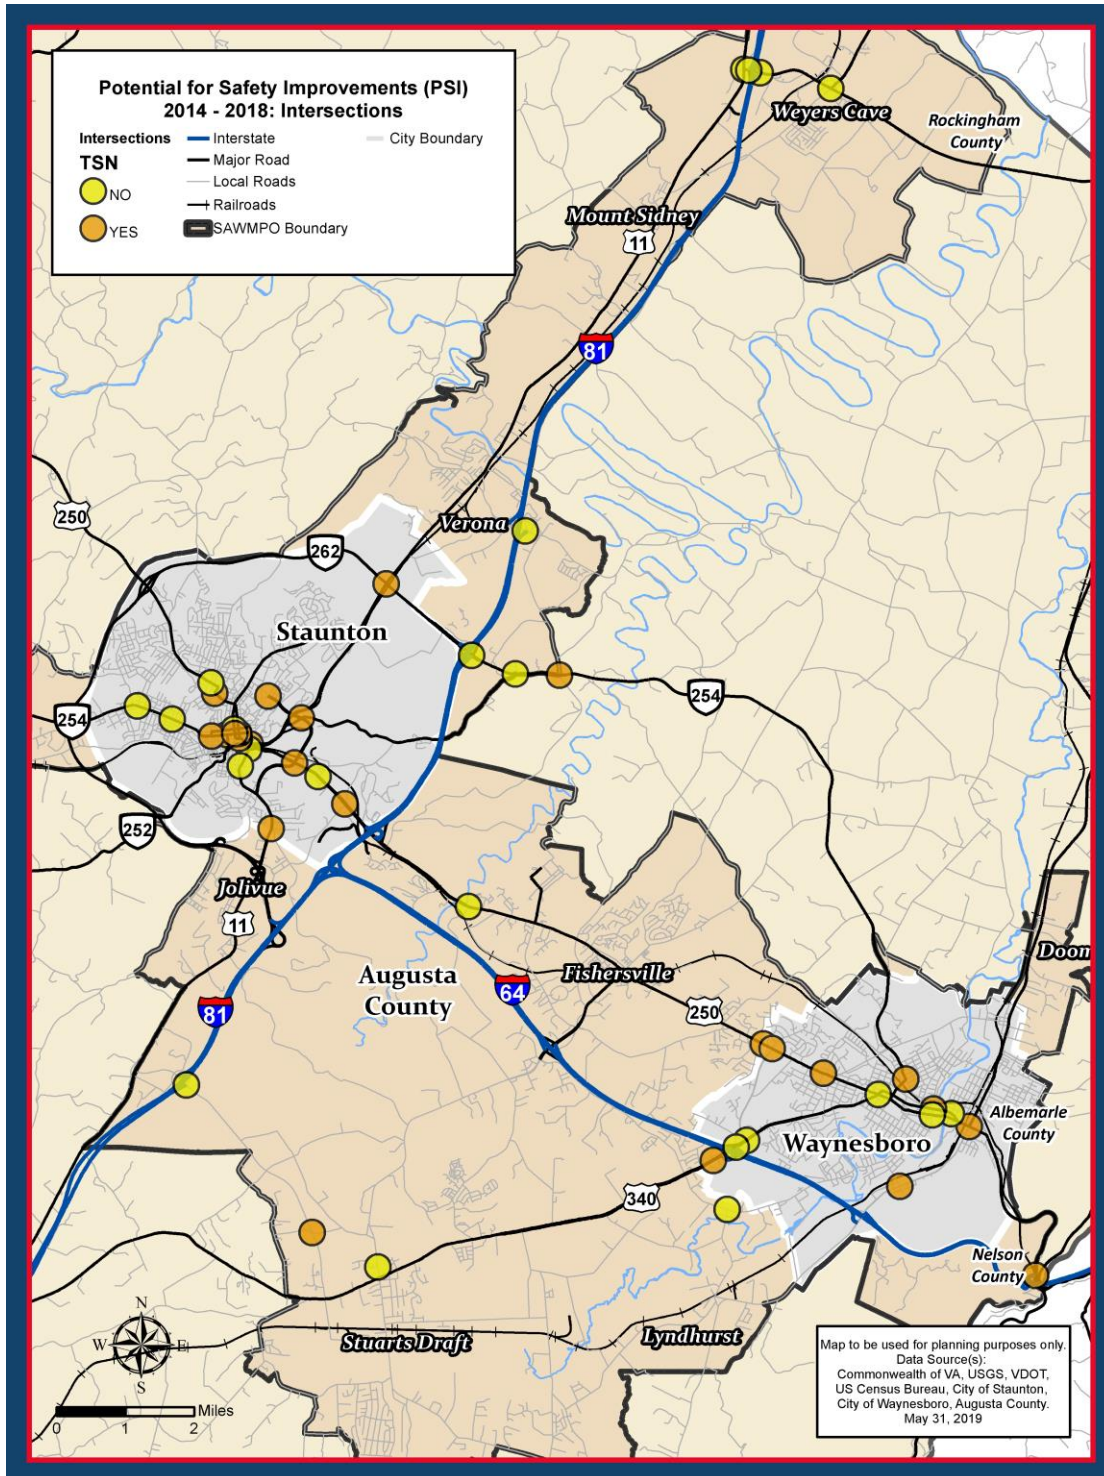 Potential for Safety Improvements (PSI)
2014 - 2018: Intersections
Intersections
TSN
NO
YES
Interstate
Major Road
Local Roads
Railroads
SAWMPO Boundary
City Boundary
Weyers Cave
Rockingham
County
Mount Sidney
11
81
250
Verona
262
Staunton
254
254
252
Jolivue
11
Augusta
County
Fishersville
64
Doom
81
250
Albemarle
County
Waynesboro
340
Nelson
County
Stuarts Draft
Lyndhurst
N
W
E
S
0
1
2
Miles
Map to be used for planning purposes only.
Data Source(s):
Commonwealth of VA, USGS, VDOT,
US Census Bureau, City of Staunton,
City of Waynesboro, Augusta County.
May 31, 2019